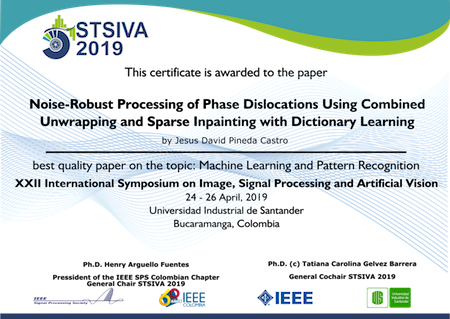 STSIVA
2019
This certificate is awarded to the paper
Noise-Robust Processing of Phase Dislocations Using Combined
Unwrapping and Sparse Inpainting with Dictionary Learning
by Jesus David Pineda Castro
best quality paper on the topic: Machine Learning and Pattern Recognition
XXII International Symposium on Image, Signal Processing and Artificial Vision
24 - 26 April, 2019
Universidad Industrial de Santander
Bucaramanga, Colombia
Ph.D. Henry Arguello Fuentes
President of the IEEE SPS Colombian Chapter
General Chair STSIVA 2019
Ph.D. (c) Tatiana Carolina Gelvez Barrera
General Cochair STSIVA 2019
IEEE
Signal Processing Society
IEEE
COLOMBIA
IEEE
Universidad
Industrial de
Santander